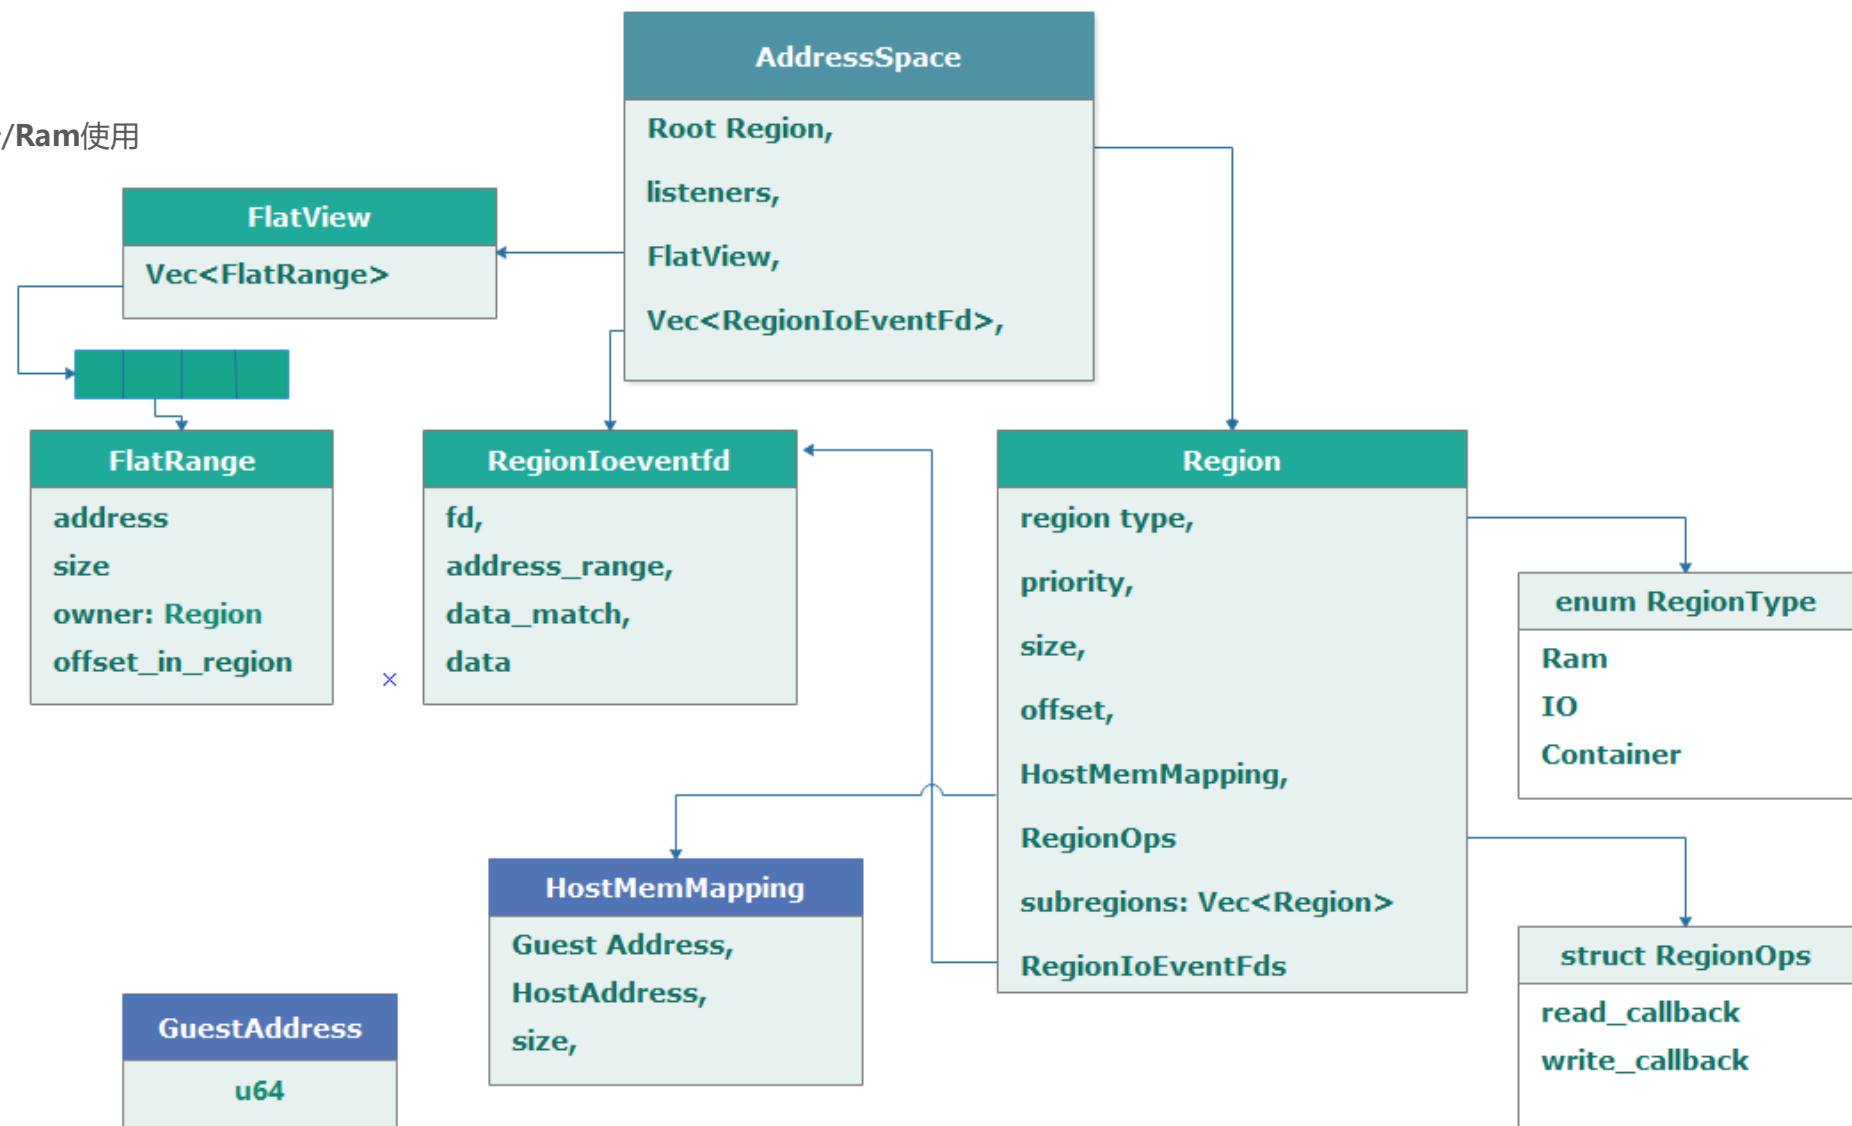 AddressSpace
Root Region,
listeners,
FlatView,
Vec<RegionIoEventFd>,
/Ram使用
FlatView
Vec<FlatRange>
FlatRange
address
size
owner: Region
offset_in_region
RegionIoeventfd
fd,
address_range,
data_match,
data
Region
region type,
priority,
size,
offset,
HostMemMapping,
RegionOps
subregions: Vec<Region>
RegionIoEventFds
enum RegionType
Ram
IO
Container
HostMemMapping
Guest Address,
HostAddress,
size,
struct RegionOps
read_callback
write_callback
GuestAddress
u64